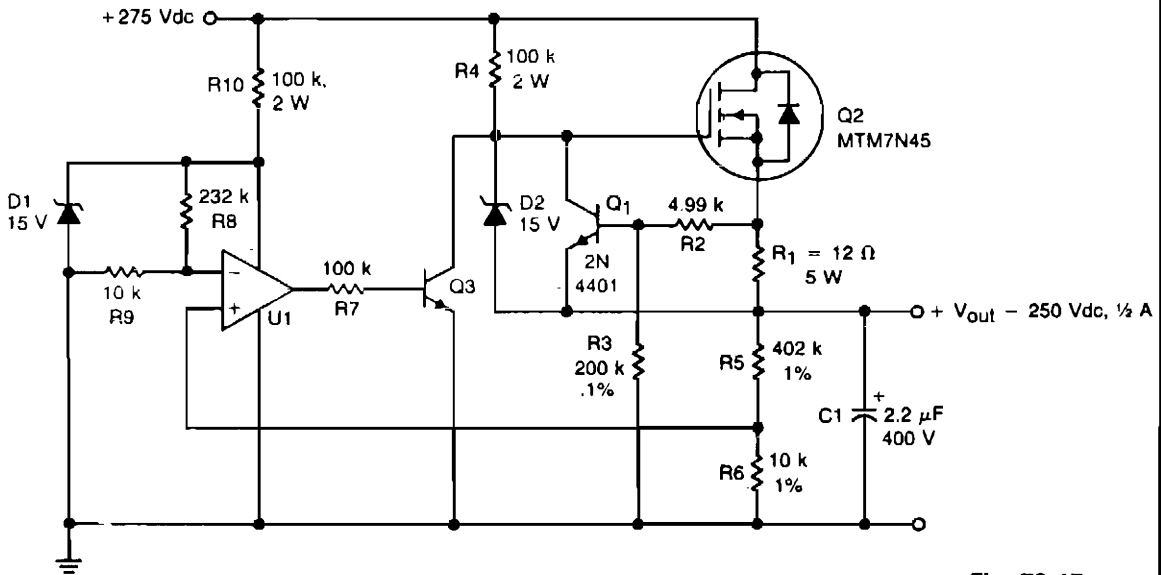 +275 Vdc
R10
100 k,
2 W
R4
100 k
2 W
Q2
MTM7N45
D1
15 V
232 k
R8
D2
15 V
Q1
4.99 k
R2
R1 = 12 Ω
5 W
10 k
R9
−
+
U1
100 k
R7
Q3
2N
4401
+ Vout − 250 Vdc, ½ A
R3
200 k
.1%
R5
402 k
1%
C1
+
2.2 μF
400 V
R6
10 k
1%